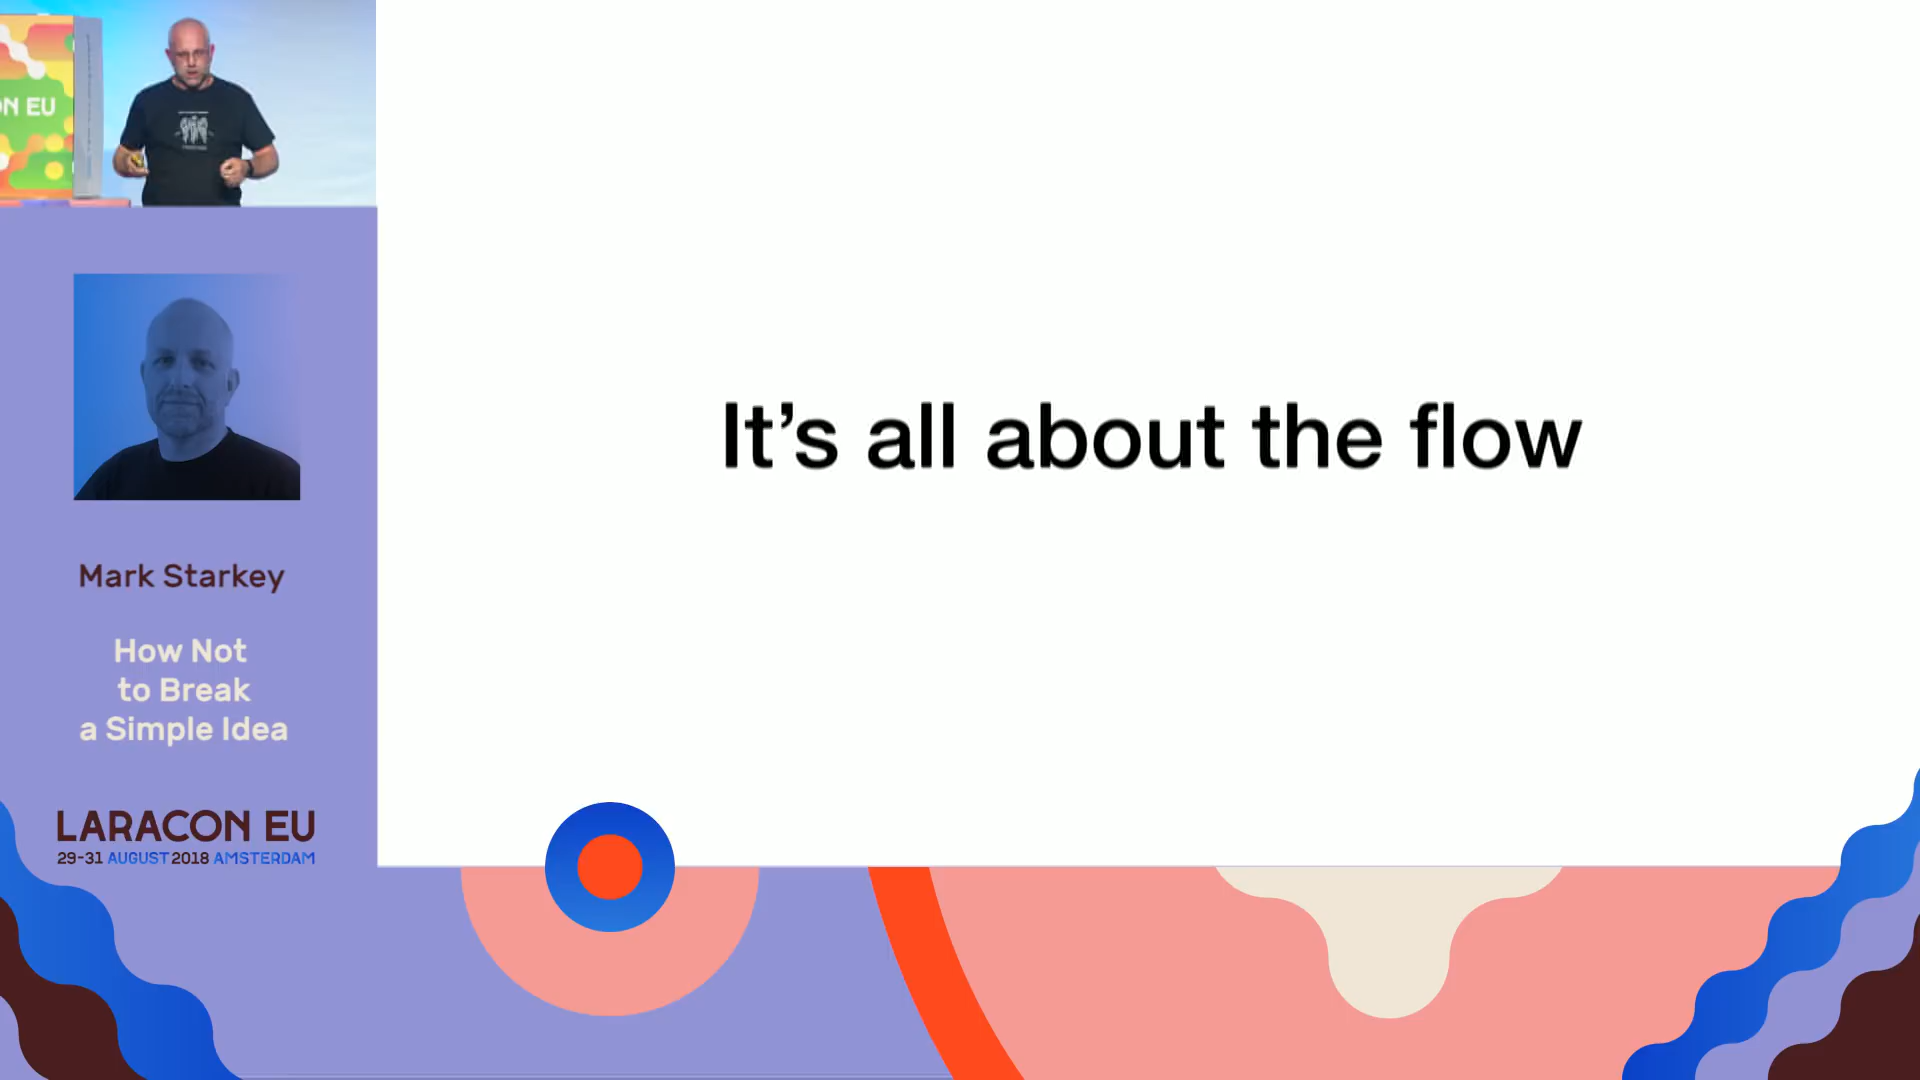 ON EU
It's all about the flow
Mark Starkey
How Not
to Break
a Simple Idea
LARACON EU
29-31 AUGUST 2018 AMSTERDAM